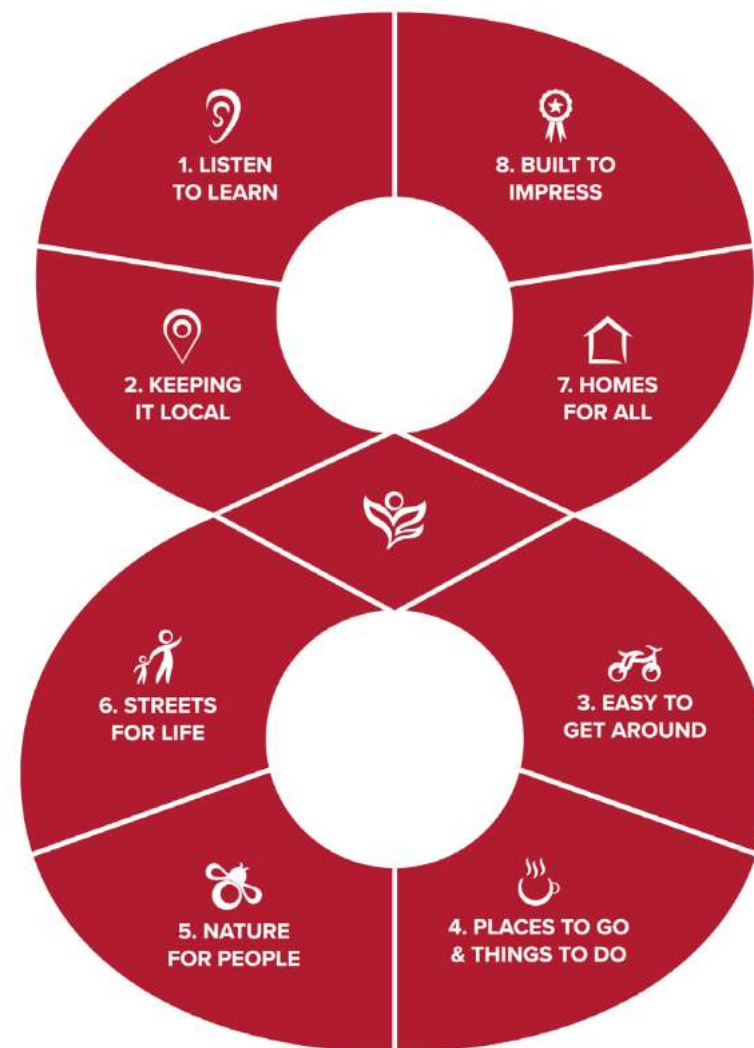 1. LISTEN
TO LEARN
2. KEEPING
IT LOCAL
3. EASY TO
GET AROUND
4. PLACES TO GO
& THINGS TO DO
5. NATURE
FOR PEOPLE
6. STREETS
FOR LIFE
7. HOMES
FOR ALL
8. BUILT TO
IMPRESS